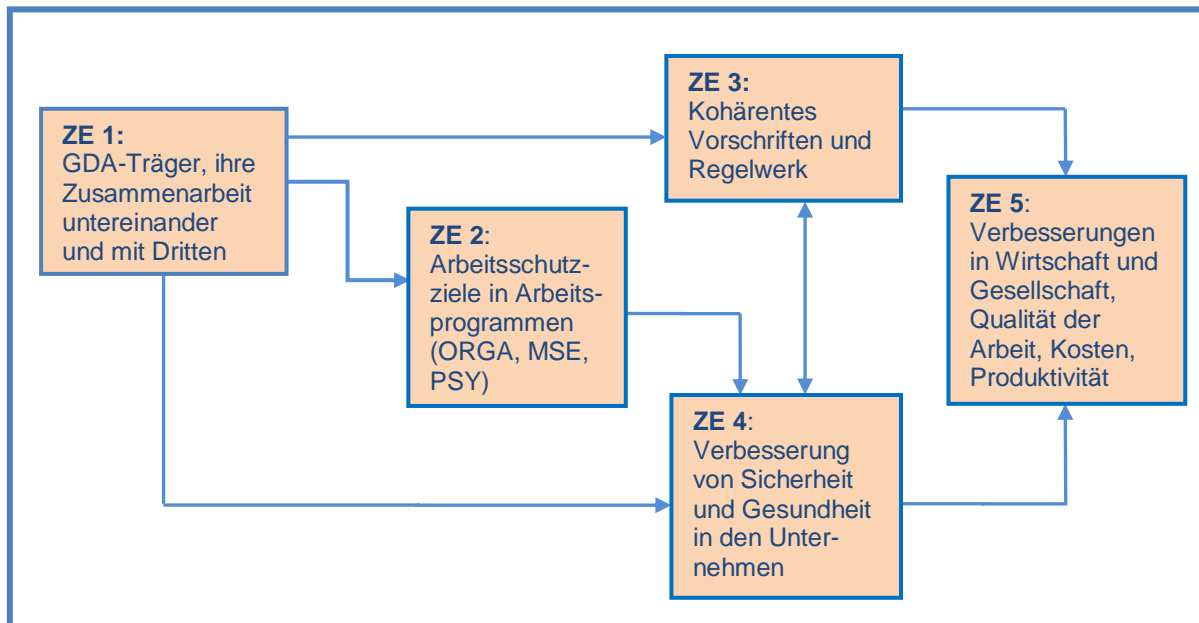 ZE 1:
GDA-Träger, ihre
Zusammenarbeit
untereinander
und mit Dritten
ZE 2:
Arbeitsschutz-
ziele in Arbeits-
programmen
(ORGA, MSE,
PSY)
ZE 3:
Kohärentes
Vorschriften und
Regelwerk
ZE 4:
Verbesserung
von Sicherheit
und Gesundheit
in den Unter-
nehmen
ZE 5:
Verbesserungen
in Wirtschaft und
Gesellschaft,
Qualität der
Arbeit, Kosten,
Produktivität